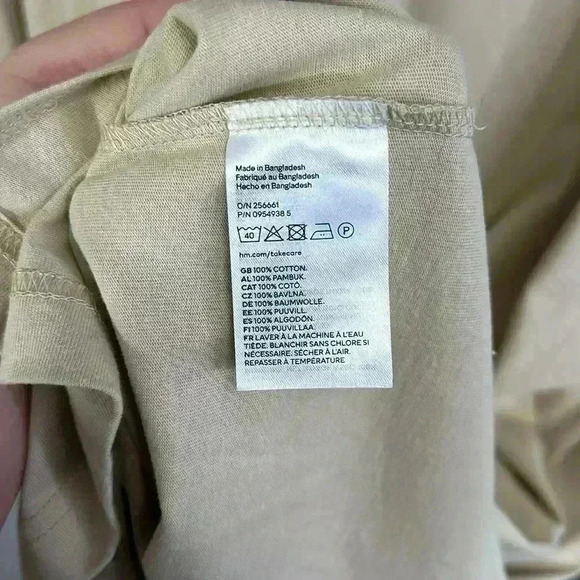 Made in Bangladesh
Fabriqué au Bangladesh
Hecho en Bangladesh
O/N 256661
P/N 0954938 5
40 P
hm.com/takecare
GB 100% COTTON.
AL 100% PAMBUK.
CAT 100% COTÓ.
CZ 100% BAVLNA.
DE 100% BAUMWOLLE.
EE 100% PUUVILL.
ES 100% ALGODÓN.
FI 100% PUUVILLAA.
FR LAVER À LA MACHINE À L'EAU
TIÈDE. BLANCHIR SANS CHLORE SI
NÉCESSAIRE. SÉCHER À L'AIR.
REPASSER À TEMPÉRATURE